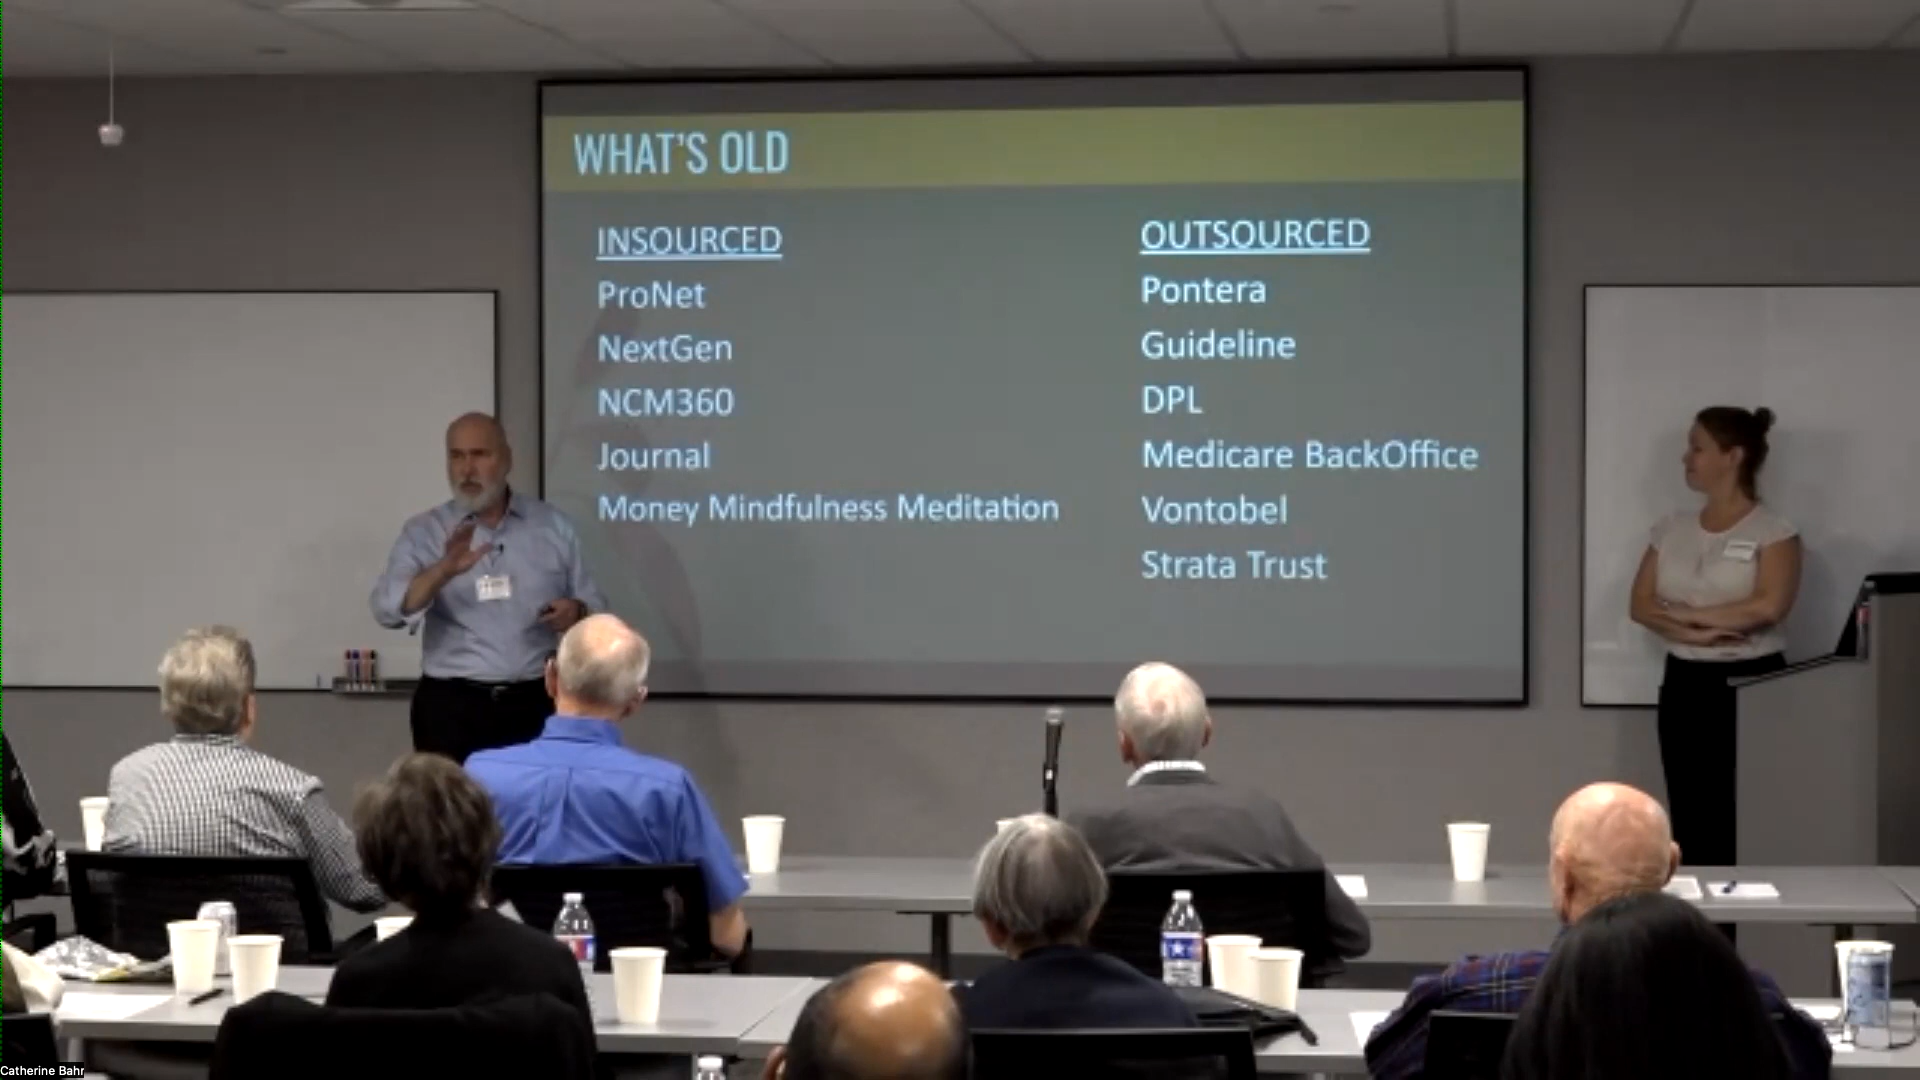 WHAT'S OLD
INSOURCED
ProNet
NextGen
NCM360
Journal
Money Mindfulness Meditation
OUTSOURCED
Pontera
Guideline
DPL
Medicare BackOffice
Vontobel
Strata Trust
Catherine Bahr